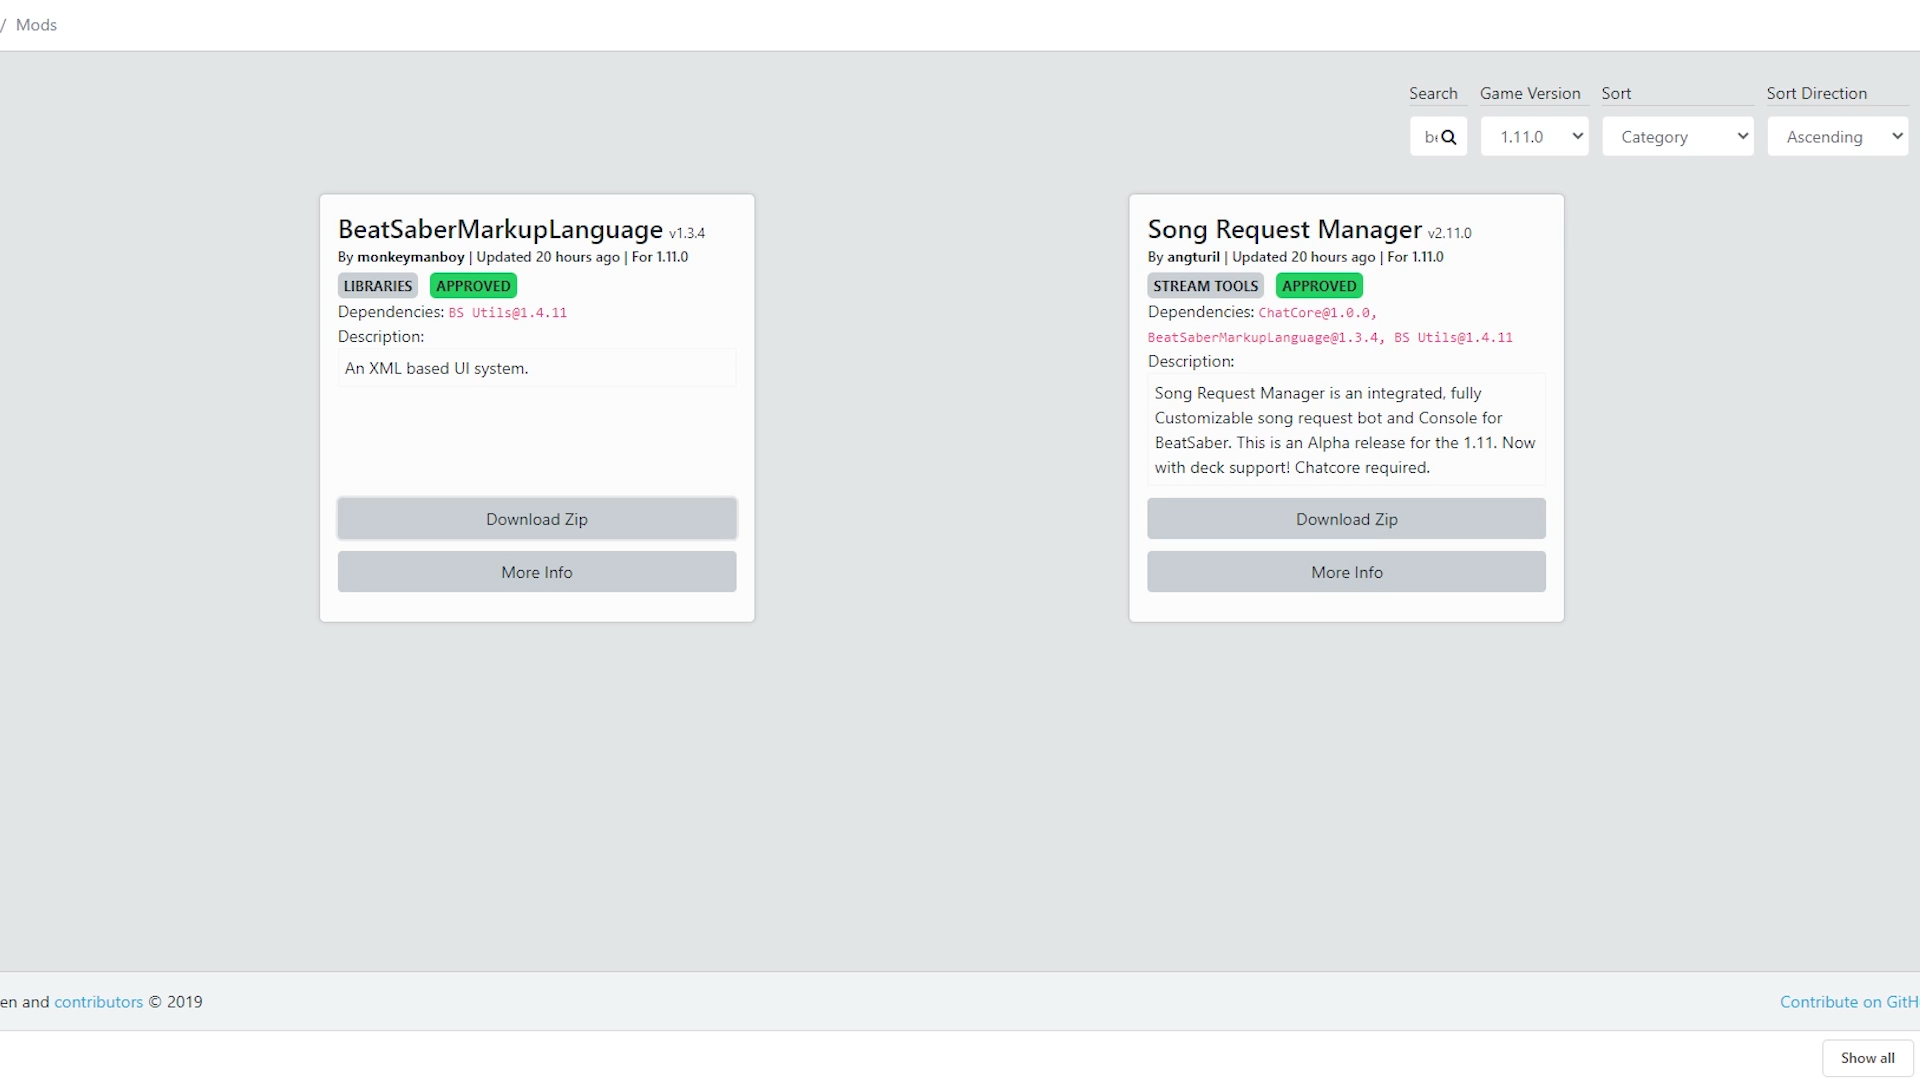 / Mods
Search Game Version Sort Sort Direction
1.11.0 Category Ascending
BeatSaberMarkupLanguage v1.3.4
By monkeymanboy | Updated 20 hours ago | For 1.11.0
LIBRARIES APPROVED
Dependencies: BS Utils@1.4.11
Description:
An XML based UI system.
Download Zip
More Info
Song Request Manager v2.11.0
By angturil | Updated 20 hours ago | For 1.11.0
STREAM TOOLS APPROVED
Dependencies: ChatCore@1.0.0,
BeatSaberMarkupLanguage@1.3.4, BS Utils@1.4.11
Description:
Song Request Manager is an integrated, fully
Customizable song request bot and Console for
BeatSaber. This is an Alpha release for the 1.11. Now
with deck support! Chatcore required.
Download Zip
More Info
en and contributors © 2019
Contribute on GitH
Show all